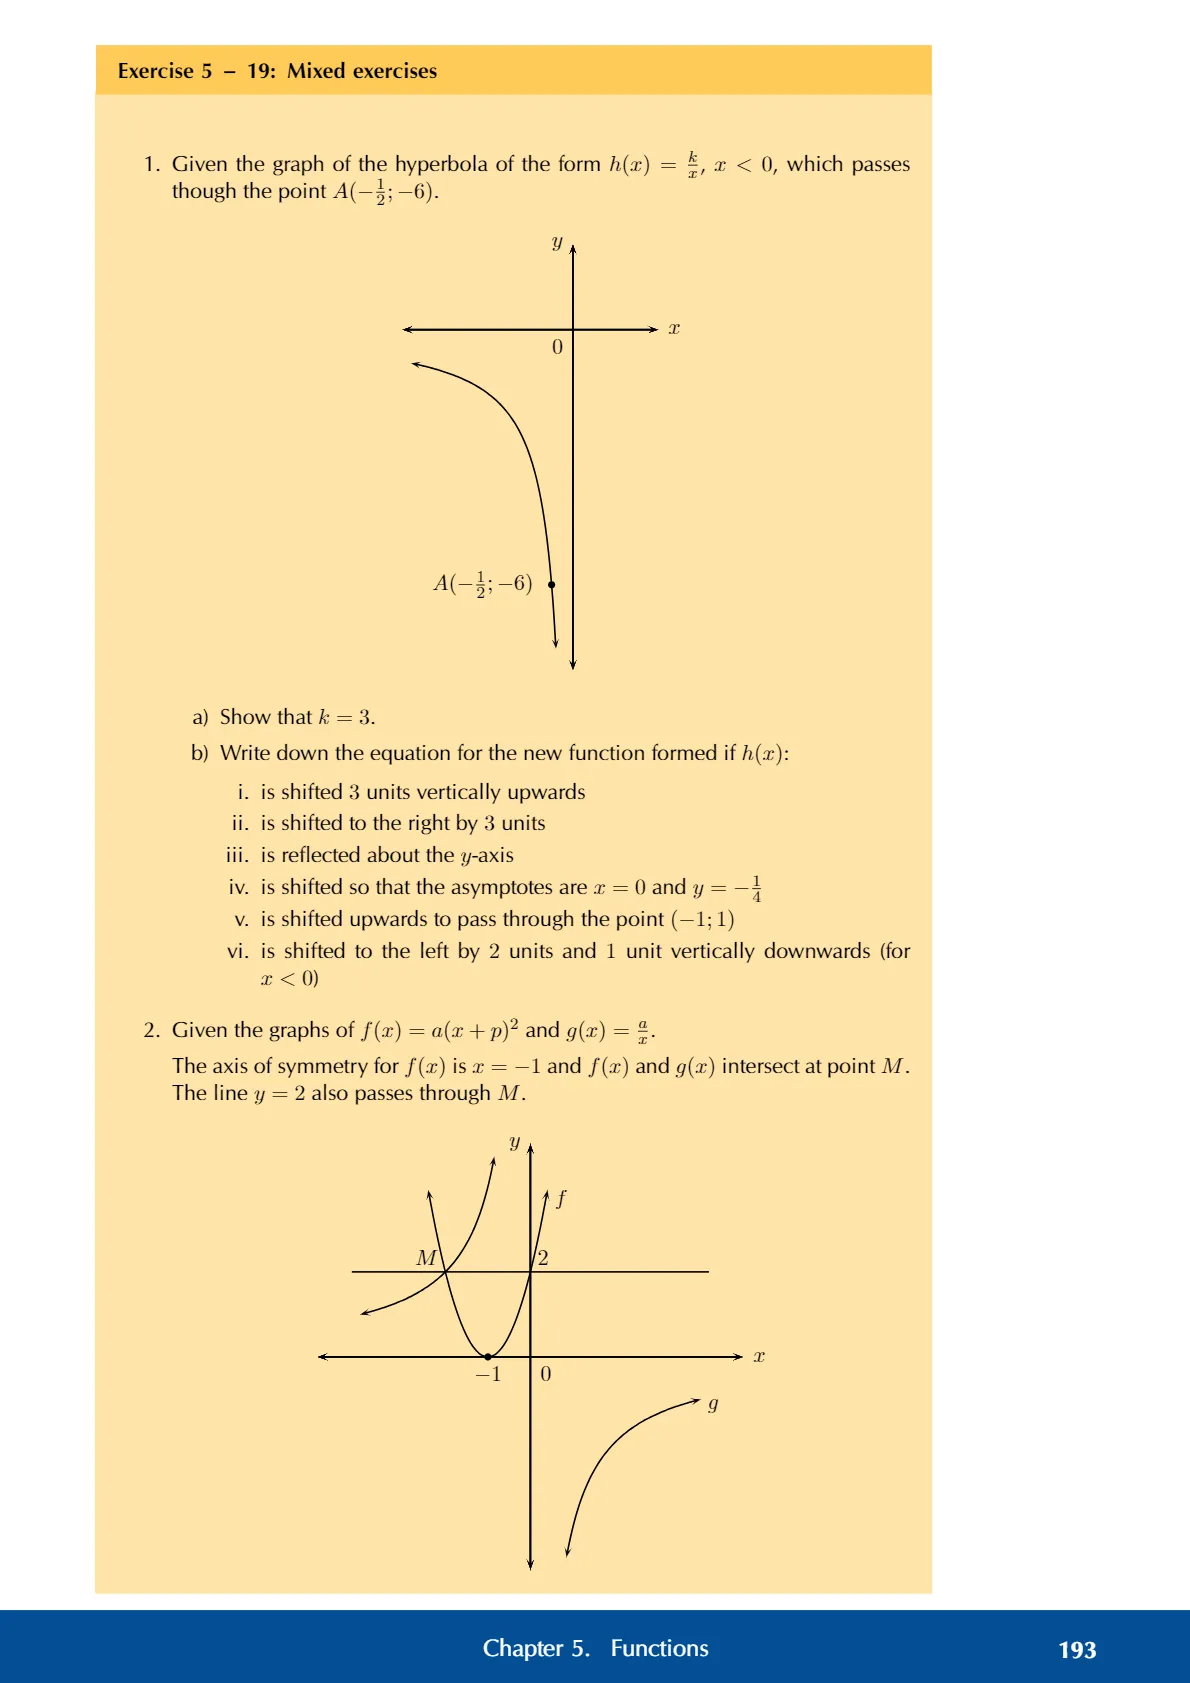 Exercise 5 – 19: Mixed exercises
1. Given the graph of the hyperbola of the form h(x) = k/x, x < 0, which passes
though the point A(−1/2; −6).
y
x
0
A(−1/2; −6)
a) Show that k = 3.
b) Write down the equation for the new function formed if h(x):
i. is shifted 3 units vertically upwards
ii. is shifted to the right by 3 units
iii. is reflected about the y-axis
iv. is shifted so that the asymptotes are x = 0 and y = −1/4
v. is shifted upwards to pass through the point (−1; 1)
vi. is shifted to the left by 2 units and 1 unit vertically downwards (for
x < 0)
2. Given the graphs of f(x) = a(x + p)² and g(x) = a/x.
The axis of symmetry for f(x) is x = −1 and f(x) and g(x) intersect at point M.
The line y = 2 also passes through M.
y
f
M
2
x
−1
0
g
Chapter 5. Functions
193